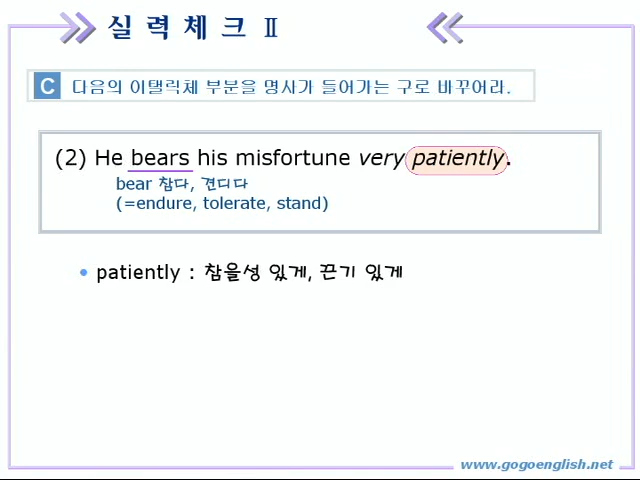 실 력 체 크 Ⅱ
C 다음의 이탤릭체 부분을 명사가 들어가는 구로 바꾸어라.
(2) He bears his misfortune very patiently.
bear 참다, 견디다
(=endure, tolerate, stand)
• patiently : 참을성 있게, 끈기 있게
www.gogoenglish.net